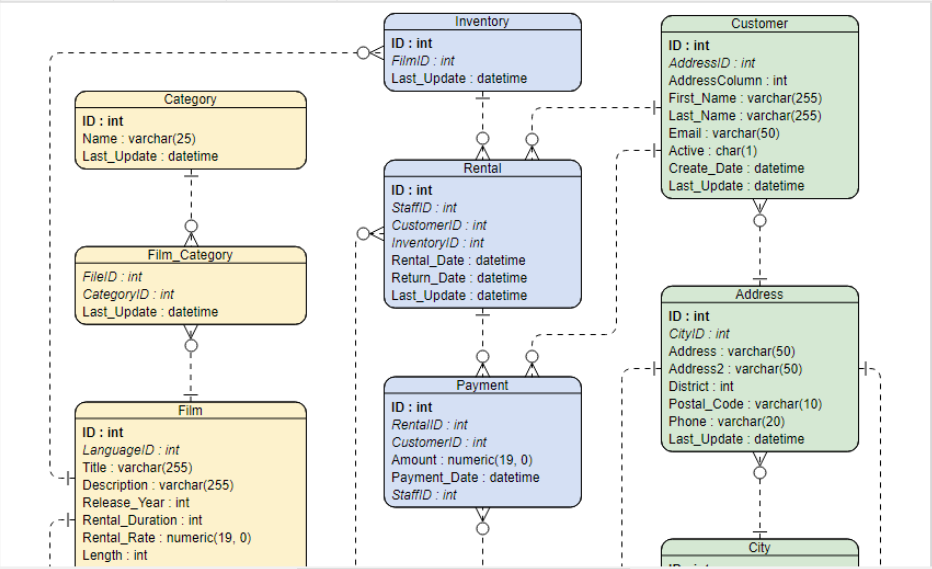 Inventory
ID : int
FilmID : int
Last_Update : datetime
Customer
ID : int
AddressID : int
AddressColumn : int
First_Name : varchar(255)
Last_Name : varchar(255)
Email : varchar(50)
Active : char(1)
Create_Date : datetime
Last_Update : datetime
Category
ID : int
Name : varchar(25)
Last_Update : datetime
Rental
ID : int
StaffID : int
CustomerID : int
InventoryID : int
Rental_Date : datetime
Return_Date : datetime
Last_Update : datetime
Film_Category
FileID : int
CategoryID : int
Last_Update : datetime
Address
ID : int
CityID : int
Address : varchar(50)
Address2 : varchar(50)
District : int
Postal_Code : varchar(10)
Phone : varchar(20)
Last_Update : datetime
Payment
ID : int
RentalID : int
CustomerID : int
Amount : numeric(19, 0)
Payment_Date : datetime
StaffID : int
Film
ID : int
LanguageID : int
Title : varchar(255)
Description : varchar(255)
Release_Year : int
Rental_Duration : int
Rental_Rate : numeric(19, 0)
Length : int
City